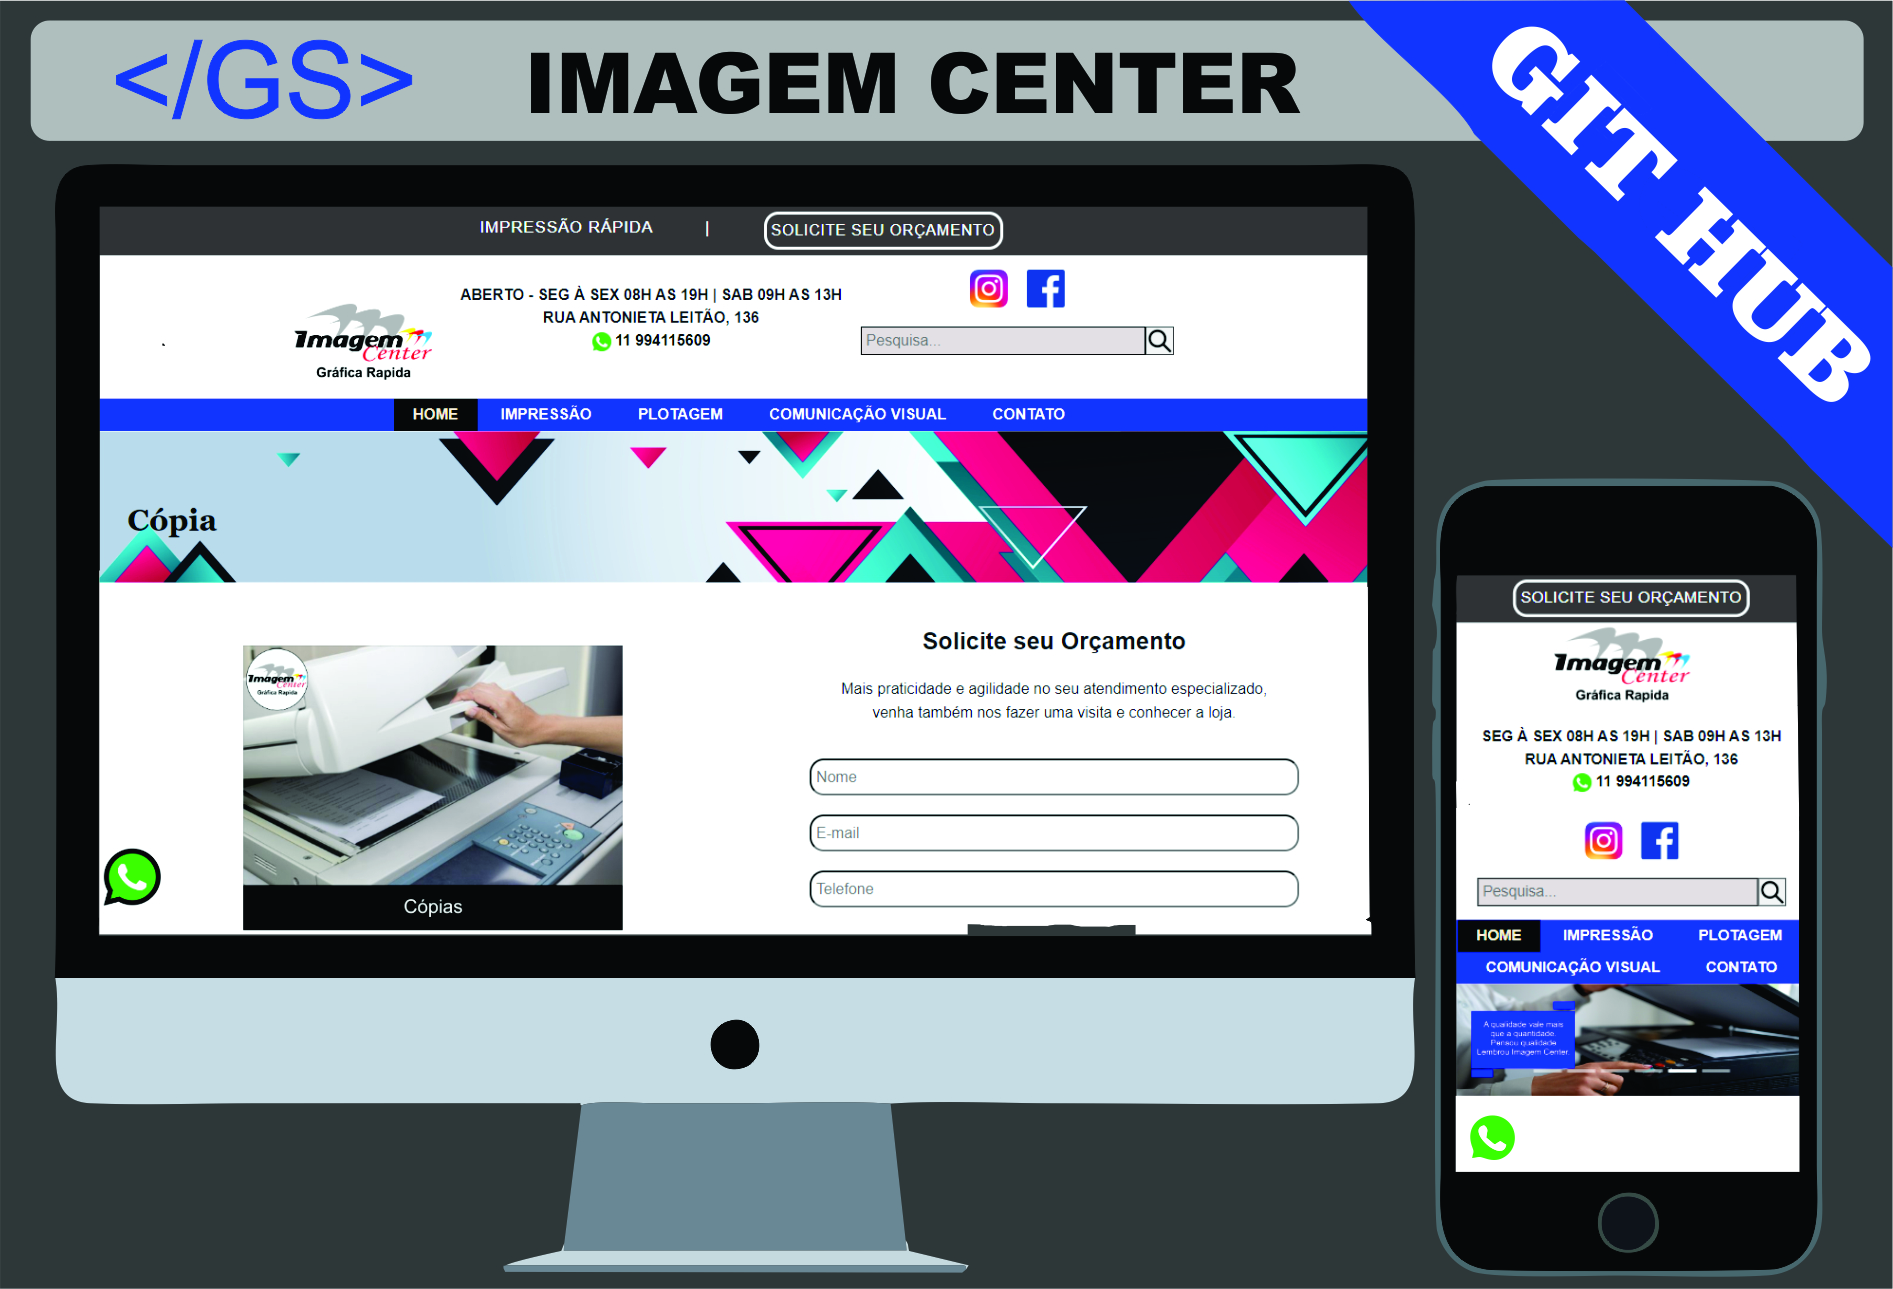 </GS>
IMAGEM CENTER
GIT HUB
IMPRESSÃO RÁPIDA | SOLICITE SEU ORÇAMENTO
Imagem
Center
Gráfica Rapida
ABERTO - SEG À SEX 08H AS 19H | SAB 09H AS 13H
RUA ANTONIETA LEITÃO, 136
11 994115609
Pesquisa...
HOME IMPRESSÃO PLOTAGEM COMUNICAÇÃO VISUAL CONTATO
Cópia
Imagem
Center
Gráfica Rapida
Cópias
Solicite seu Orçamento
Mais praticidade e agilidade no seu atendimento especializado,
venha também nos fazer uma visita e conhecer a loja.
Nome
E-mail
Telefone
SOLICITE SEU ORÇAMENTO
Imagem
Center
Gráfica Rapida
SEG À SEX 08H AS 19H | SAB 09H AS 13H
RUA ANTONIETA LEITÃO, 136
11 994115609
Pesquisa...
HOME IMPRESSÃO PLOTAGEM
COMUNICAÇÃO VISUAL CONTATO
A qualidade vale mais
que a quantidade.
Pensou qualidade
Lembrou Imagem Center.